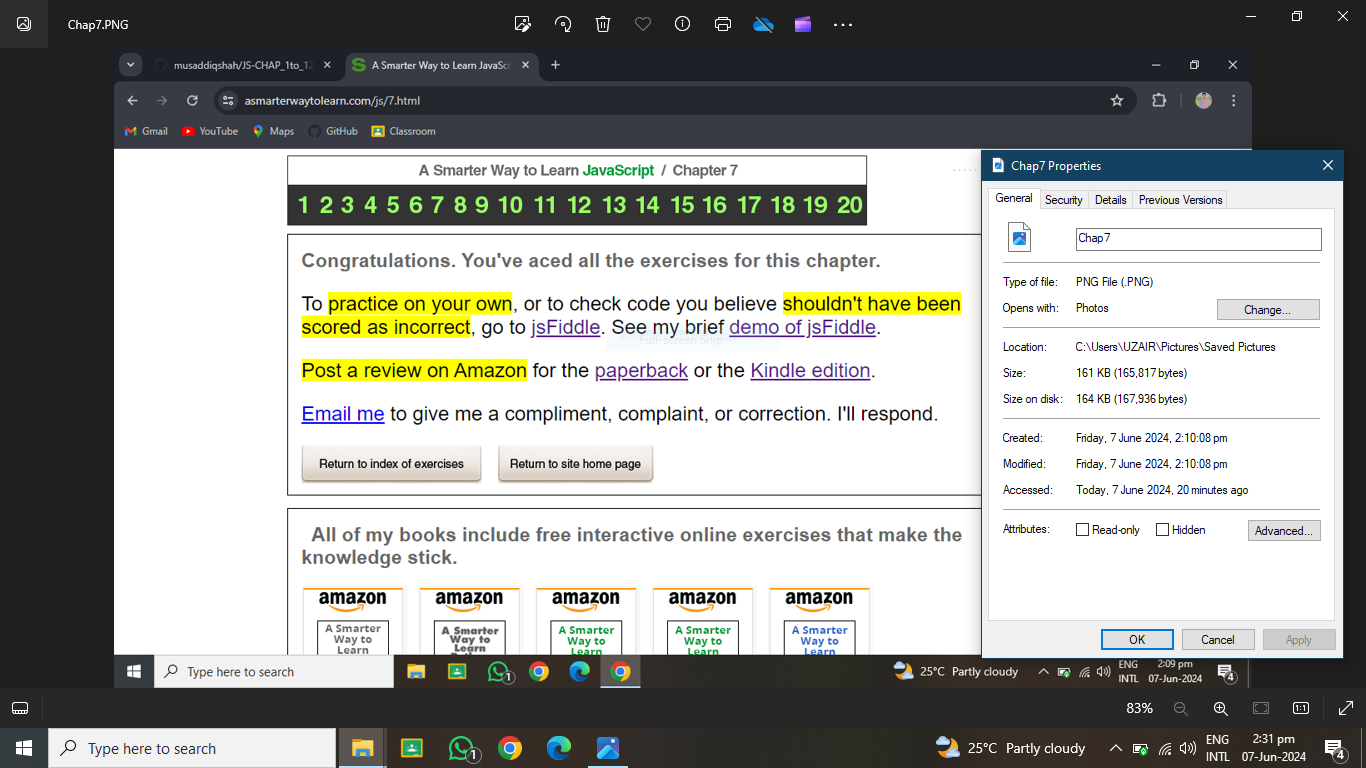 Chap7.PNG
musaddiqshah/JS-CHAP_1to_12
A Smarter Way to Learn JavaScr
asmarterwaytolearn.com/js/7.html
Gmail YouTube Maps GitHub Classroom
A Smarter Way to Learn JavaScript / Chapter 7
1 2 3 4 5 6 7 8 9 10 11 12 13 14 15 16 17 18 19 20
Congratulations. You've aced all the exercises for this chapter.
To practice on your own, or to check code you believe shouldn't have been
scored as incorrect, go to jsFiddle. See my brief demo of jsFiddle.
Full-screen Snip
Post a review on Amazon for the paperback or the Kindle edition.
Email me to give me a compliment, complaint, or correction. I'll respond.
Return to index of exercises
Return to site home page
All of my books include free interactive online exercises that make the
knowledge stick.
amazon amazon amazon amazon amazon
A Smarter A Smarter A Smarter A Smarter A Smarter
Way to Way to Way to Way to Way to
Learn Learn Learn Learn Learn
Chap7 Properties
General Security Details Previous Versions
Chap7
Type of file: PNG File (.PNG)
Opens with: Photos Change...
Location: C:\Users\UZAIR\Pictures\Saved Pictures
Size: 161 KB (165,817 bytes)
Size on disk: 164 KB (167,936 bytes)
Created: Friday, 7 June 2024, 2:10:08 pm
Modified: Friday, 7 June 2024, 2:10:08 pm
Accessed: Today, 7 June 2024, 20 minutes ago
Attributes: Read-only Hidden Advanced...
OK Cancel Apply
Type here to search
1
25°C Partly cloudy
ENG
INTL
2:09 pm
07-Jun-2024
4
83%
1:1
Type here to search
1
25°C Partly cloudy
ENG
INTL
2:31 pm
07-Jun-2024
4